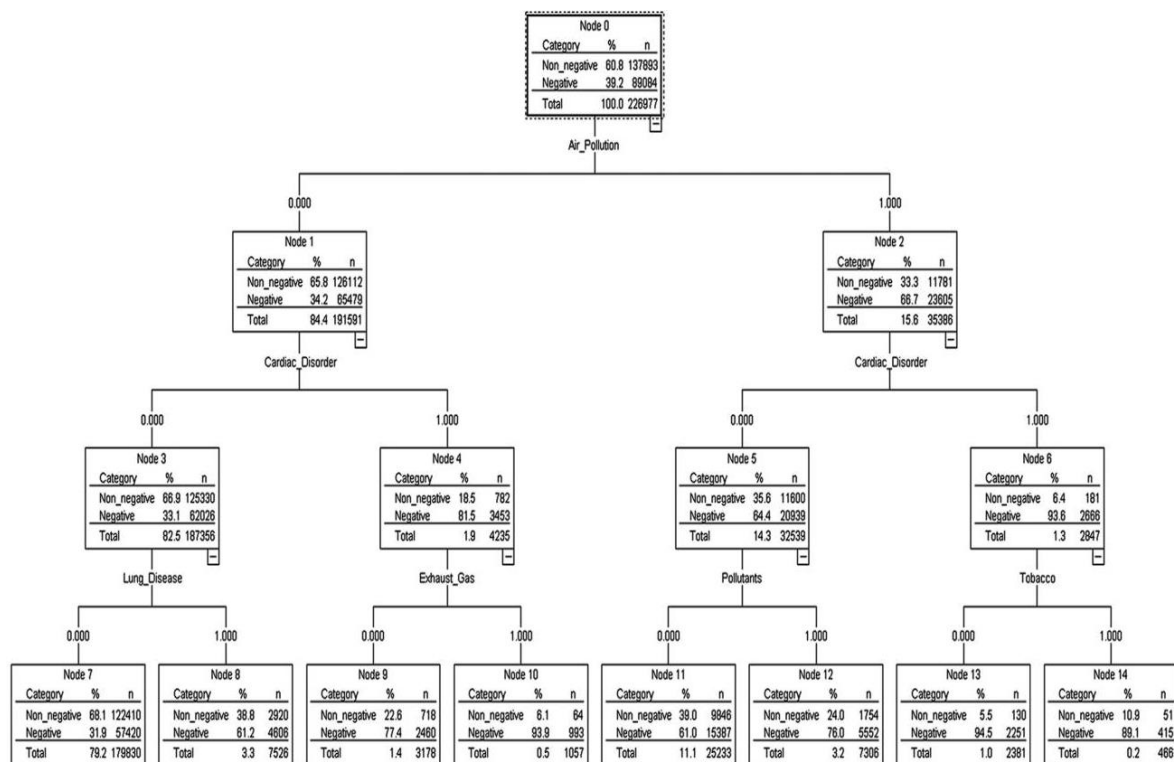 Node 0
Category % n
Non_negative 60.8 137893
Negative 39.2 89084
Total 100.0 226977
Air_Pollution
0.000
1.000
Node 1
Category % n
Non_negative 65.8 126112
Negative 34.2 65479
Total 84.4 191591
Node 2
Category % n
Non_negative 33.3 11781
Negative 66.7 23605
Total 15.6 35386
Cardiac_Disorder
Cardiac_Disorder
0.000
1.000
0.000
1.000
Node 3
Category % n
Non_negative 66.9 125330
Negative 33.1 62026
Total 82.5 187356
Node 4
Category % n
Non_negative 18.5 782
Negative 81.5 3453
Total 1.9 4235
Node 5
Category % n
Non_negative 35.6 11600
Negative 64.4 20939
Total 14.3 32539
Node 6
Category % n
Non_negative 6.4 181
Negative 93.6 2666
Total 1.3 2847
Lung_Disease
Exhaust_Gas
Pollutants
Tobacco
0.000
1.000
0.000
1.000
0.000
1.000
0.000
1.000
Node 7
Category % n
Non_negative 68.1 122410
Negative 31.9 57420
Total 79.2 179830
Node 8
Category % n
Non_negative 38.8 2920
Negative 61.2 4606
Total 3.3 7526
Node 9
Category % n
Non_negative 22.6 718
Negative 77.4 2460
Total 1.4 3178
Node 10
Category % n
Non_negative 6.1 64
Negative 93.9 993
Total 0.5 1057
Node 11
Category % n
Non_negative 39.0 9846
Negative 61.0 15387
Total 11.1 25233
Node 12
Category % n
Non_negative 24.0 1754
Negative 76.0 5552
Total 3.2 7306
Node 13
Category % n
Non_negative 5.5 130
Negative 94.5 2251
Total 1.0 2381
Node 14
Category % n
Non_negative 10.9 51
Negative 89.1 415
Total 0.2 466